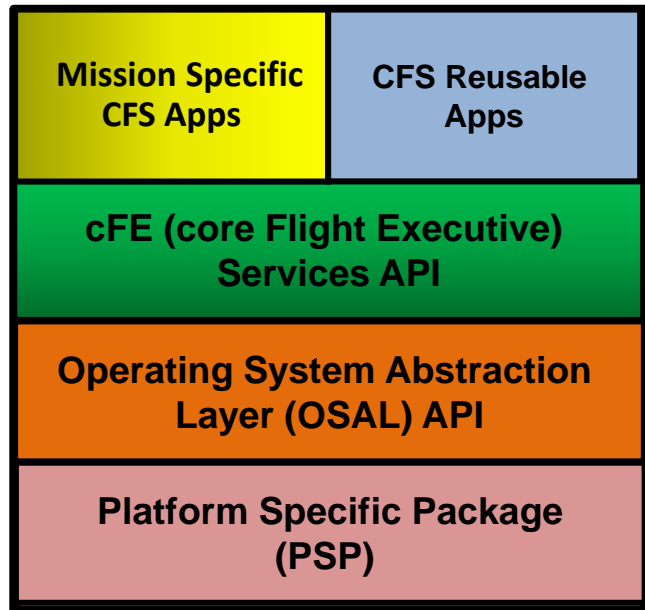 Mission Specific
CFS Apps
CFS Reusable
Apps
cFE (core Flight Executive)
Services API
Operating System Abstraction
Layer (OSAL) API
Platform Specific Package
(PSP)